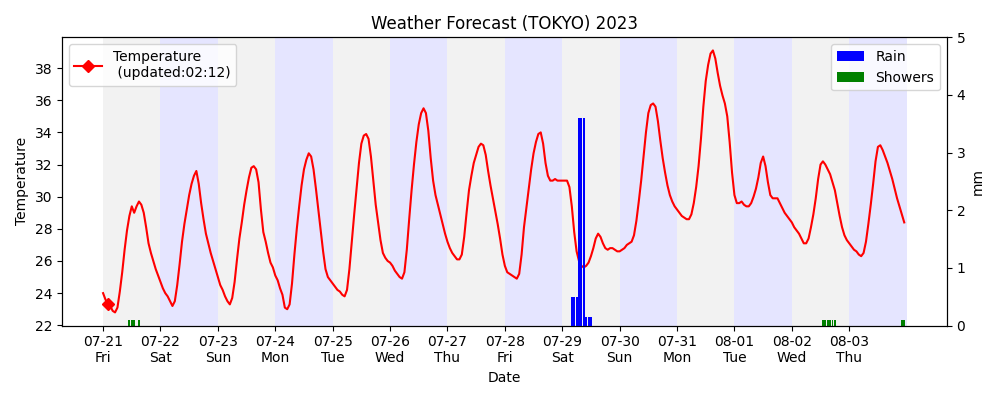 Weather Forecast (TOKYO) 2023
Temperature
(updated:02:12)
Rain
Showers
Temperature
38
36
34
32
30
28
26
24
22
5
4
3
2
1
0
mm
07-21 07-22 07-23 07-24 07-25 07-26 07-27 07-28 07-29 07-30 07-31 08-01 08-02 08-03
Fri Sat Sun Mon Tue Wed Thu Fri Sat Sun Mon Tue Wed Thu
Date